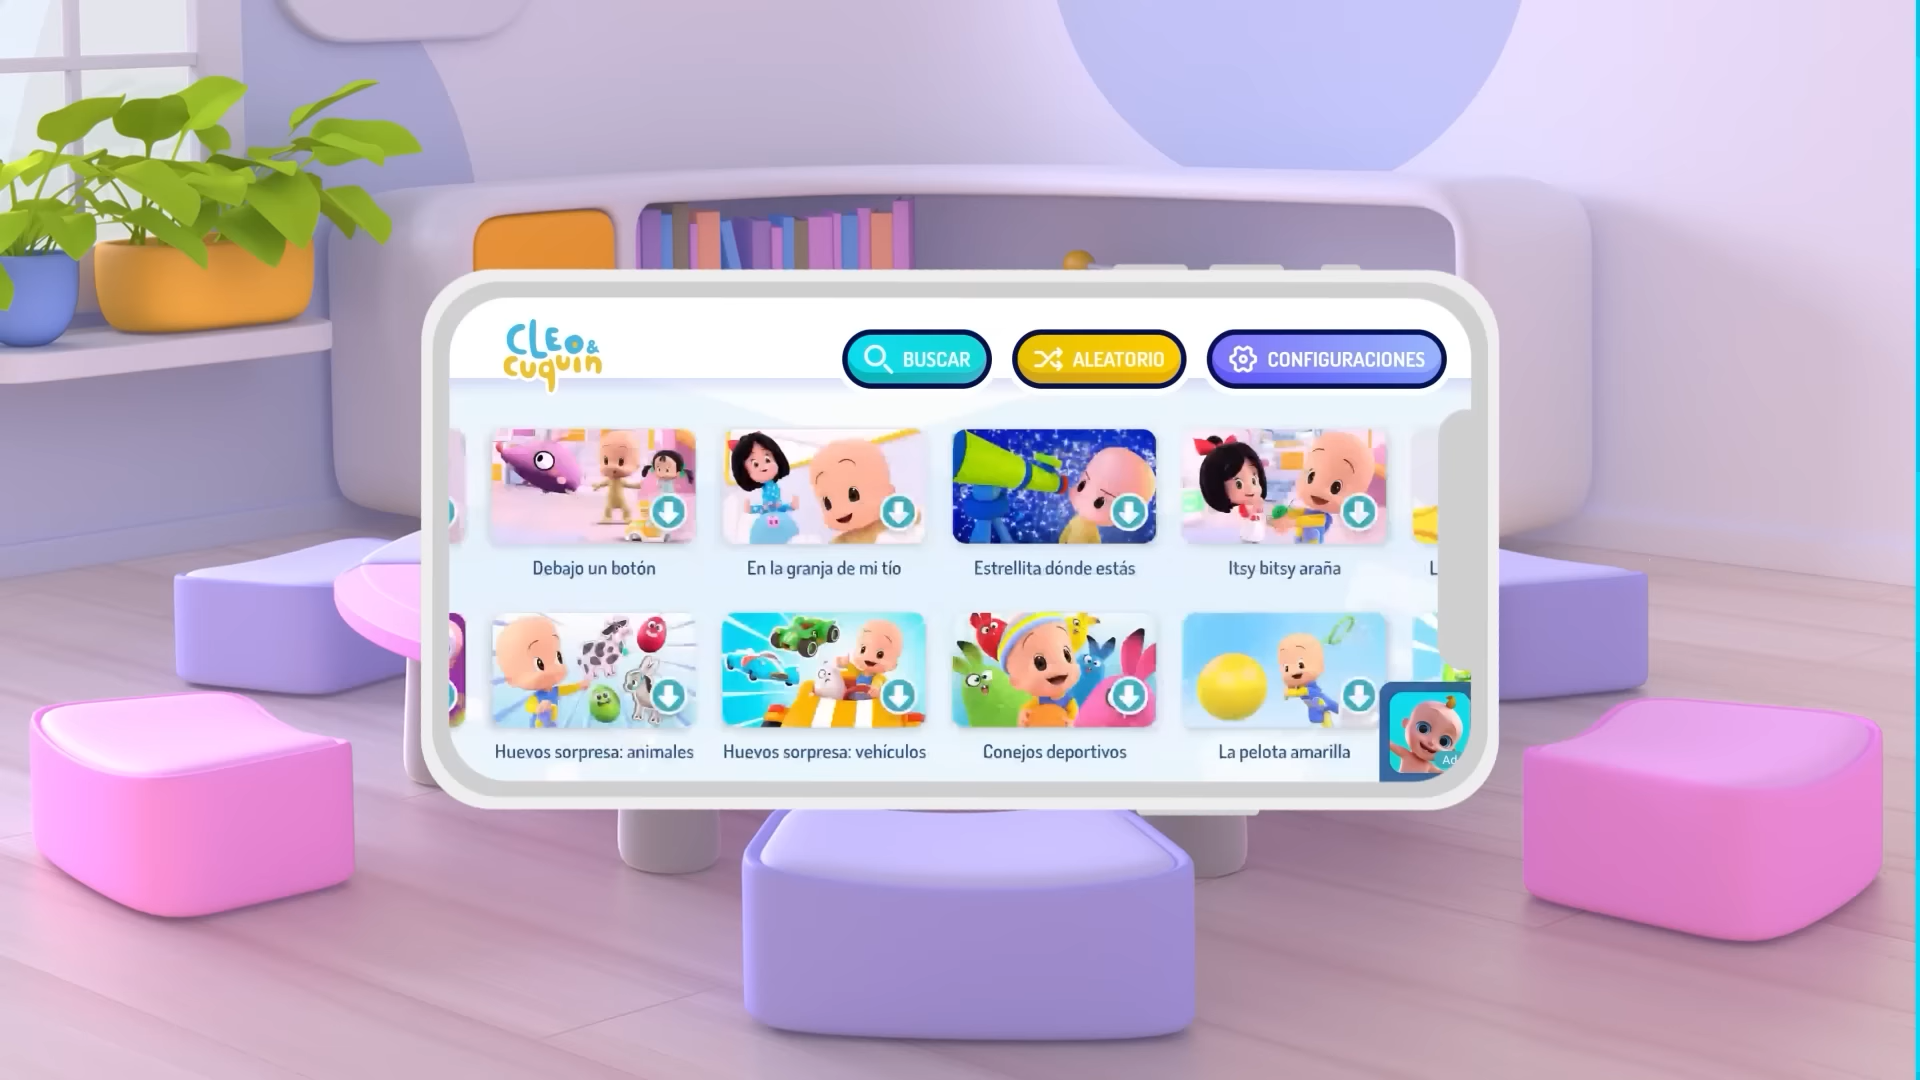 CLEO &
CUQUIN
BUSCAR
ALEATORIO
CONFIGURACIONES
Debajo un botón
En la granja de mi tío
Estrellita dónde estás
Itsy bitsy araña
L
Huevos sorpresa: animales
Huevos sorpresa: vehículos
Conejos deportivos
La pelota amarilla
Ad